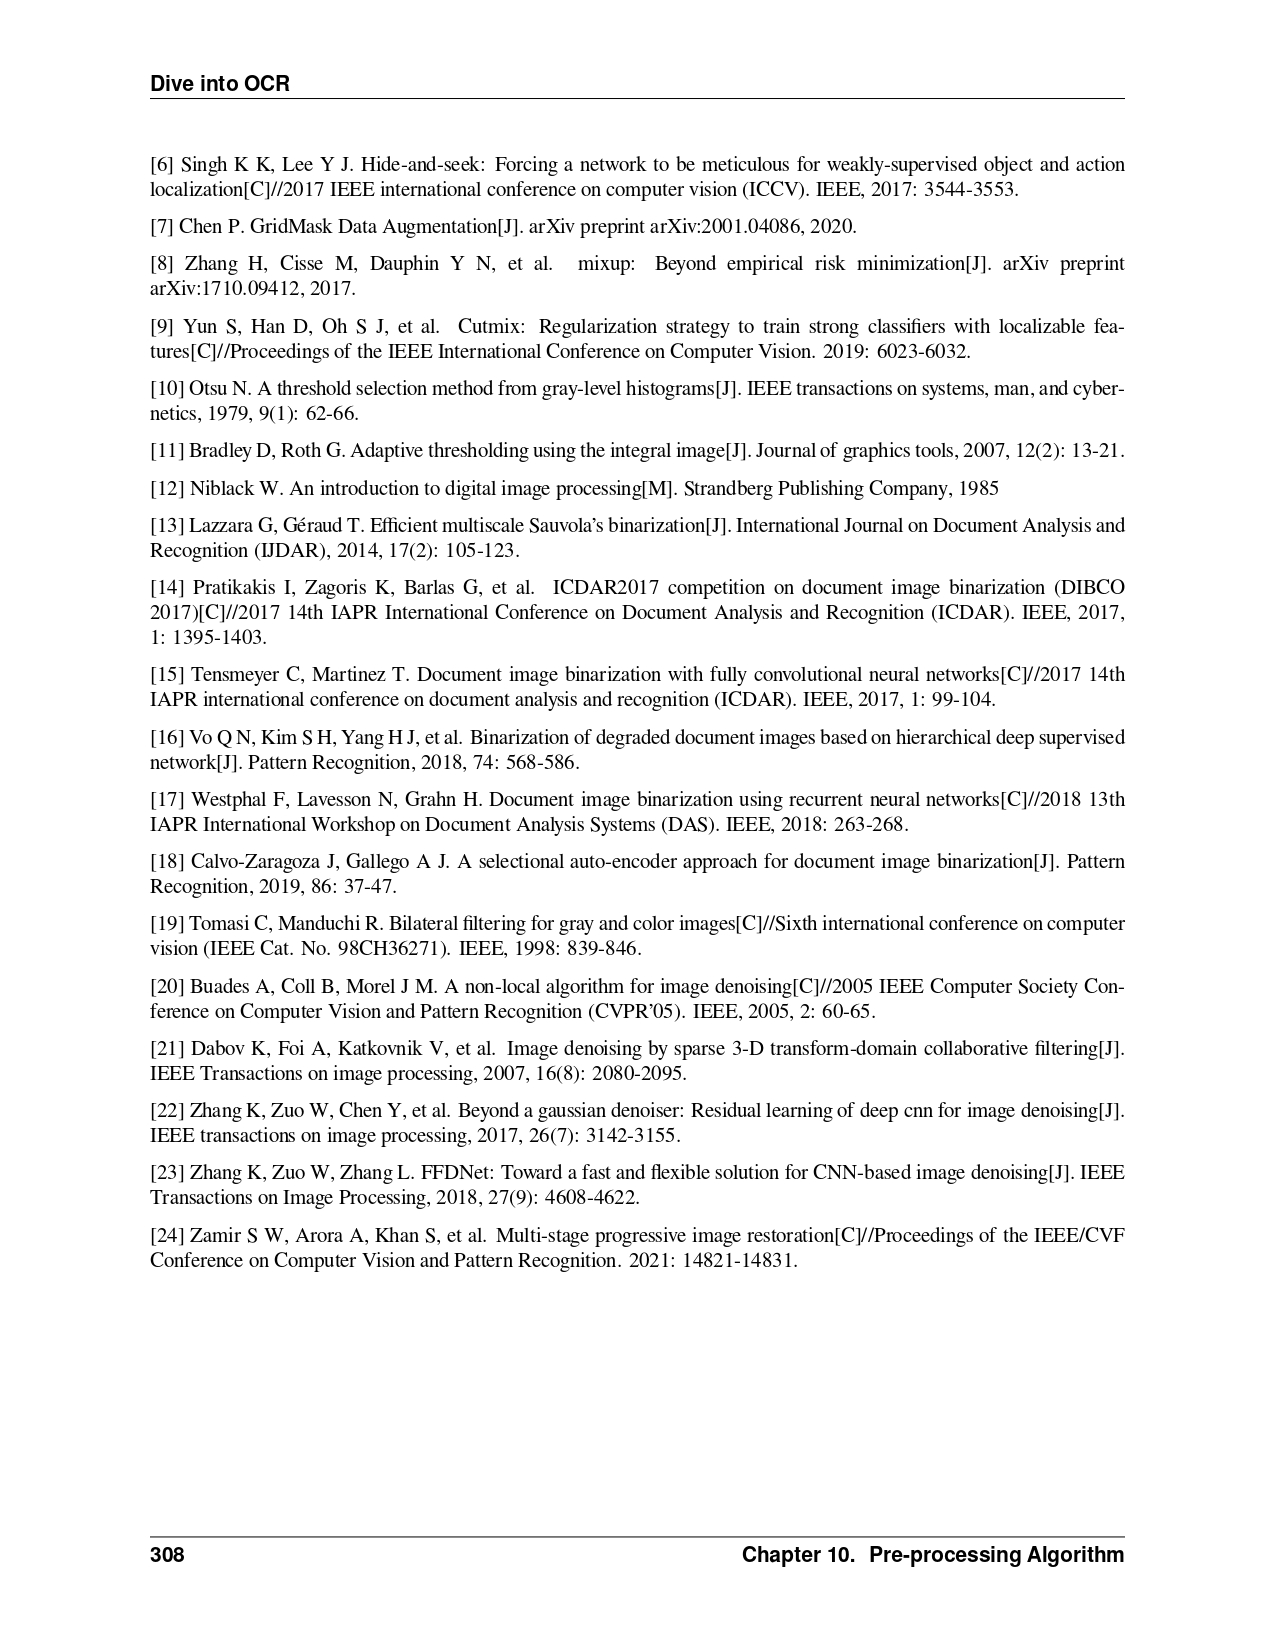 Dive into OCR
[6] Singh K K, Lee Y J. Hide-and-seek: Forcing a network to be meticulous for weakly-supervised object and action
localization[C]//2017 IEEE international conference on computer vision (ICCV). IEEE, 2017: 3544-3553.
[7] Chen P. GridMask Data Augmentation[J]. arXiv preprint arXiv:2001.04086, 2020.
[8] Zhang H, Cisse M, Dauphin Y N, et al. mixup: Beyond empirical risk minimization[J]. arXiv preprint
arXiv:1710.09412, 2017.
[9] Yun S, Han D, Oh S J, et al. Cutmix: Regularization strategy to train strong classifiers with localizable fea-
tures[C]//Proceedings of the IEEE International Conference on Computer Vision. 2019: 6023-6032.
[10] Otsu N. A threshold selection method from gray-level histograms[J]. IEEE transactions on systems, man, and cyber-
netics, 1979, 9(1): 62-66.
[11] Bradley D, Roth G. Adaptive thresholding using the integral image[J]. Journal of graphics tools, 2007, 12(2): 13-21.
[12] Niblack W. An introduction to digital image processing[M]. Strandberg Publishing Company, 1985
[13] Lazzara G, Géraud T. Efficient multiscale Sauvola’s binarization[J]. International Journal on Document Analysis and
Recognition (IJDAR), 2014, 17(2): 105-123.
[14] Pratikakis I, Zagoris K, Barlas G, et al. ICDAR2017 competition on document image binarization (DIBCO
2017)[C]//2017 14th IAPR International Conference on Document Analysis and Recognition (ICDAR). IEEE, 2017,
1: 1395-1403.
[15] Tensmeyer C, Martinez T. Document image binarization with fully convolutional neural networks[C]//2017 14th
IAPR international conference on document analysis and recognition (ICDAR). IEEE, 2017, 1: 99-104.
[16] Vo Q N, Kim S H, Yang H J, et al. Binarization of degraded document images based on hierarchical deep supervised
network[J]. Pattern Recognition, 2018, 74: 568-586.
[17] Westphal F, Lavesson N, Grahn H. Document image binarization using recurrent neural networks[C]//2018 13th
IAPR International Workshop on Document Analysis Systems (DAS). IEEE, 2018: 263-268.
[18] Calvo-Zaragoza J, Gallego A J. A selectional auto-encoder approach for document image binarization[J]. Pattern
Recognition, 2019, 86: 37-47.
[19] Tomasi C, Manduchi R. Bilateral filtering for gray and color images[C]//Sixth international conference on computer
vision (IEEE Cat. No. 98CH36271). IEEE, 1998: 839-846.
[20] Buades A, Coll B, Morel J M. A non-local algorithm for image denoising[C]//2005 IEEE Computer Society Con-
ference on Computer Vision and Pattern Recognition (CVPR’05). IEEE, 2005, 2: 60-65.
[21] Dabov K, Foi A, Katkovnik V, et al. Image denoising by sparse 3-D transform-domain collaborative filtering[J].
IEEE Transactions on image processing, 2007, 16(8): 2080-2095.
[22] Zhang K, Zuo W, Chen Y, et al. Beyond a gaussian denoiser: Residual learning of deep cnn for image denoising[J].
IEEE transactions on image processing, 2017, 26(7): 3142-3155.
[23] Zhang K, Zuo W, Zhang L. FFDNet: Toward a fast and flexible solution for CNN-based image denoising[J]. IEEE
Transactions on Image Processing, 2018, 27(9): 4608-4622.
[24] Zamir S W, Arora A, Khan S, et al. Multi-stage progressive image restoration[C]//Proceedings of the IEEE/CVF
Conference on Computer Vision and Pattern Recognition. 2021: 14821-14831.
308 Chapter 10. Pre-processing Algorithm